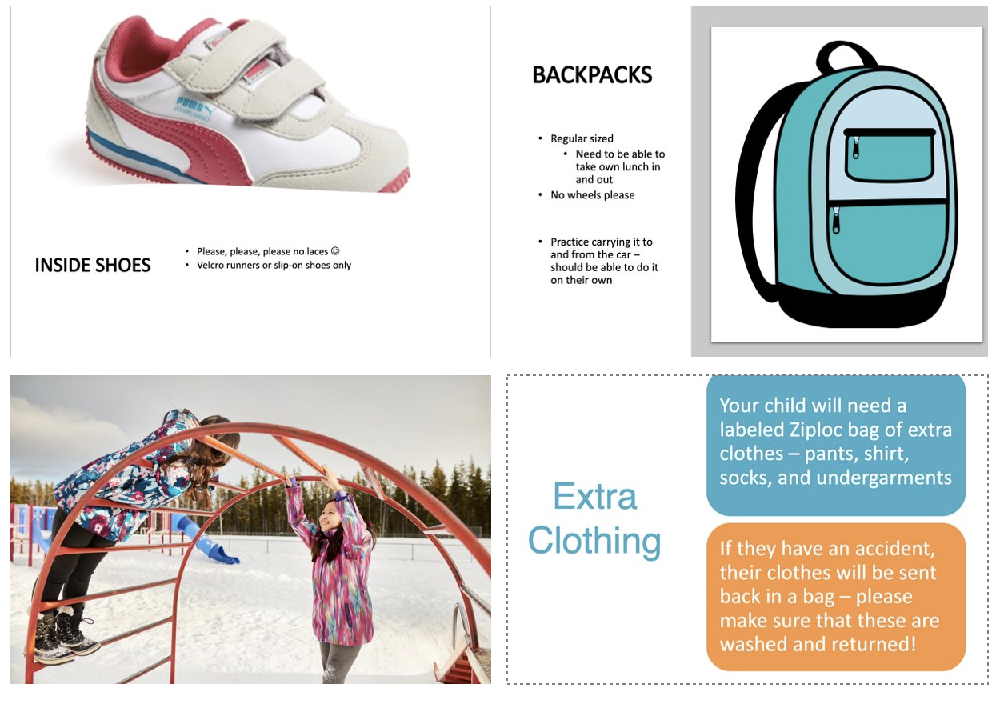 PUMA
WHIRLWIND
INSIDE SHOES
• Please, please, please no laces ☺
• Velcro runners or slip-on shoes only
BACKPACKS
• Regular sized
• Need to be able to
take own lunch in
and out
• No wheels please
• Practice carrying it to
and from the car –
should be able to do it
on their own
Extra
Clothing
Your child will need a
labeled Ziploc bag of extra
clothes – pants, shirt,
socks, and undergarments
If they have an accident,
their clothes will be sent
back in a bag – please
make sure that these are
washed and returned!